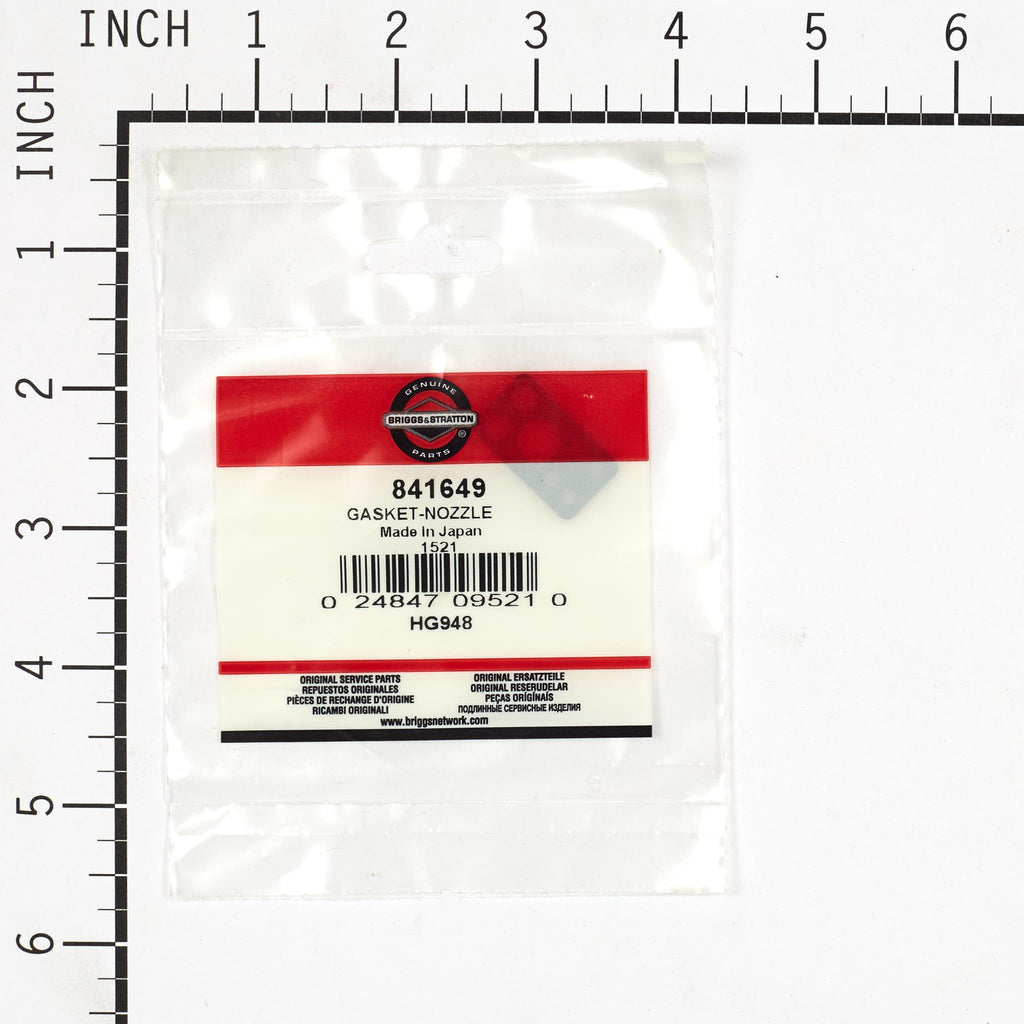 INCH 1 2 3 4 5 6
INCH
1
2
3
4
5
6
GENUINE
BRIGGS&STRATTON
®
PARTS
841649
GASKET-NOZZLE
Made In Japan
1521
0 24847 09521 0
HG948
ORIGINAL SERVICE PARTS
REPUESTOS ORIGINALES
PIÈCES DE RECHANGE D'ORIGINE
RICAMBI ORIGINALI
ORIGINAL ERSATZTEILE
ORIGINAL RESERUDELAR
PEÇAS ORIGINAIS
ПОДЛИННЫЕ СЕРВИСНЫЕ ИЗДЕЛИЯ
www.briggsnetwork.com